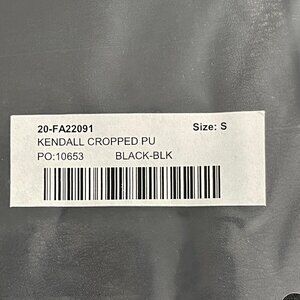 20-FA22091 Size: S
KENDALL CROPPED PU
PO:10653 BLACK-BLK